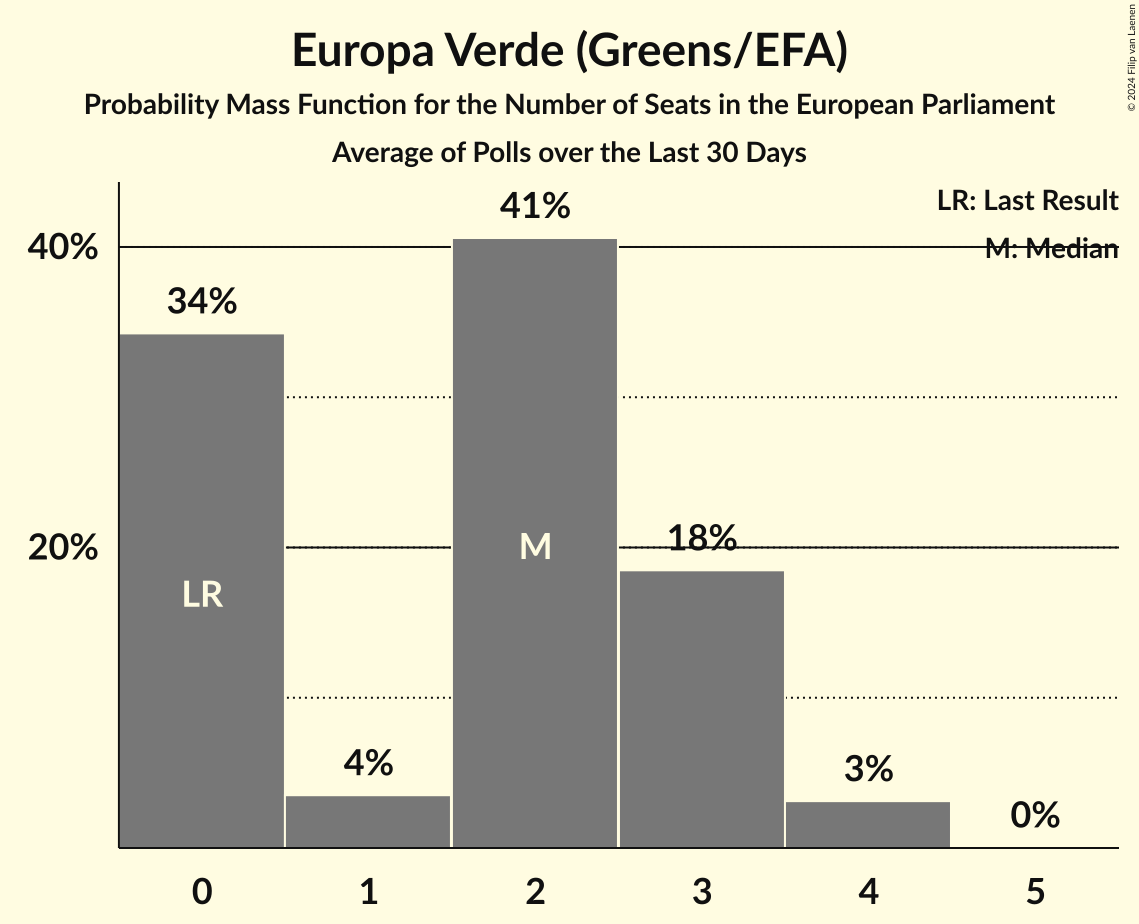 Europa Verde (Greens/EFA)
Probability Mass Function for the Number of Seats in the European Parliament
Average of Polls over the Last 30 Days
© 2024 Filip van Laenen
LR: Last Result
M: Median
41%
40%
34%
18%
20%
M
LR
4%
3%
0%
0 1 2 3 4 5